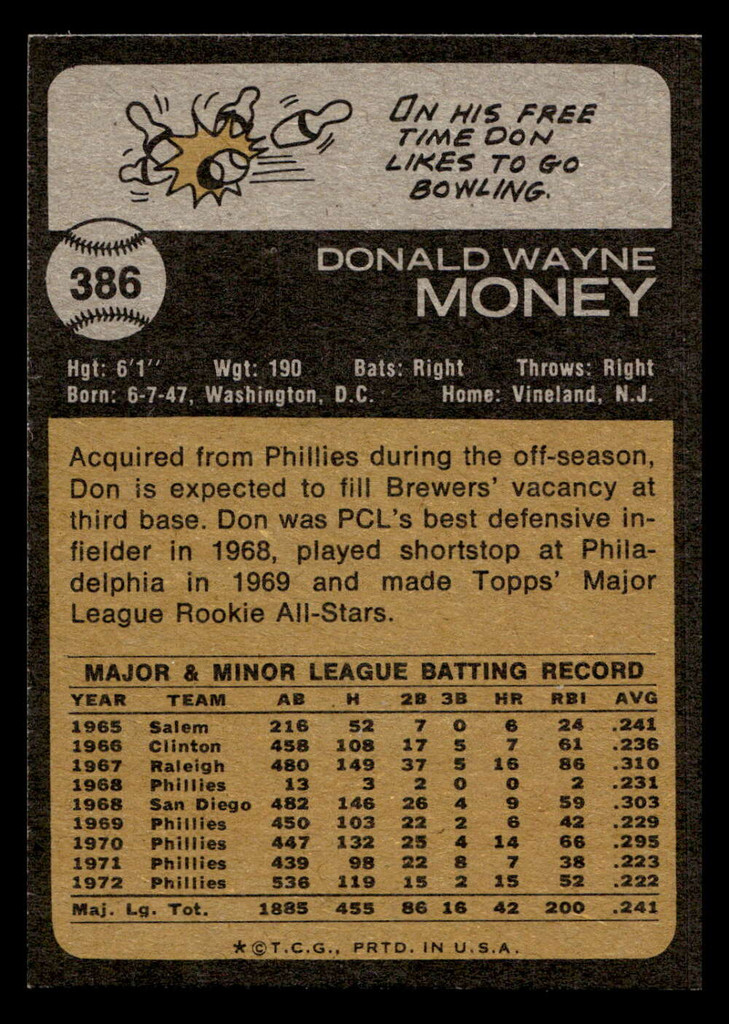 ON HIS FREE
TIME DON
LIKES TO GO
BOWLING.
386
DONALD WAYNE
MONEY
Hgt: 6'1" Wgt: 190 Bats: Right Throws: Right
Born: 6-7-47, Washington, D.C. Home: Vineland, N.J.
Acquired from Phillies during the off-season,
Don is expected to fill Brewers' vacancy at
third base. Don was PCL's best defensive in-
fielder in 1968, played shortstop at Phila-
delphia in 1969 and made Topps' Major
League Rookie All-Stars.
MAJOR & MINOR LEAGUE BATTING RECORD
YEAR TEAM AB H 2B 3B HR RBI AVG
1965 Salem 216 52 7 0 6 24 .241
1966 Clinton 458 108 17 5 7 61 .236
1967 Raleigh 480 149 37 5 16 86 .310
1968 Phillies 13 3 2 0 0 2 .231
1968 San Diego 482 146 26 4 9 59 .303
1969 Phillies 450 103 22 2 6 42 .229
1970 Phillies 447 132 25 4 14 66 .295
1971 Phillies 439 98 22 8 7 38 .223
1972 Phillies 536 119 15 2 15 52 .222
Maj. Lg. Tot. 1885 455 86 16 42 200 .241
*©T.C.G., PRTD. IN U.S.A.